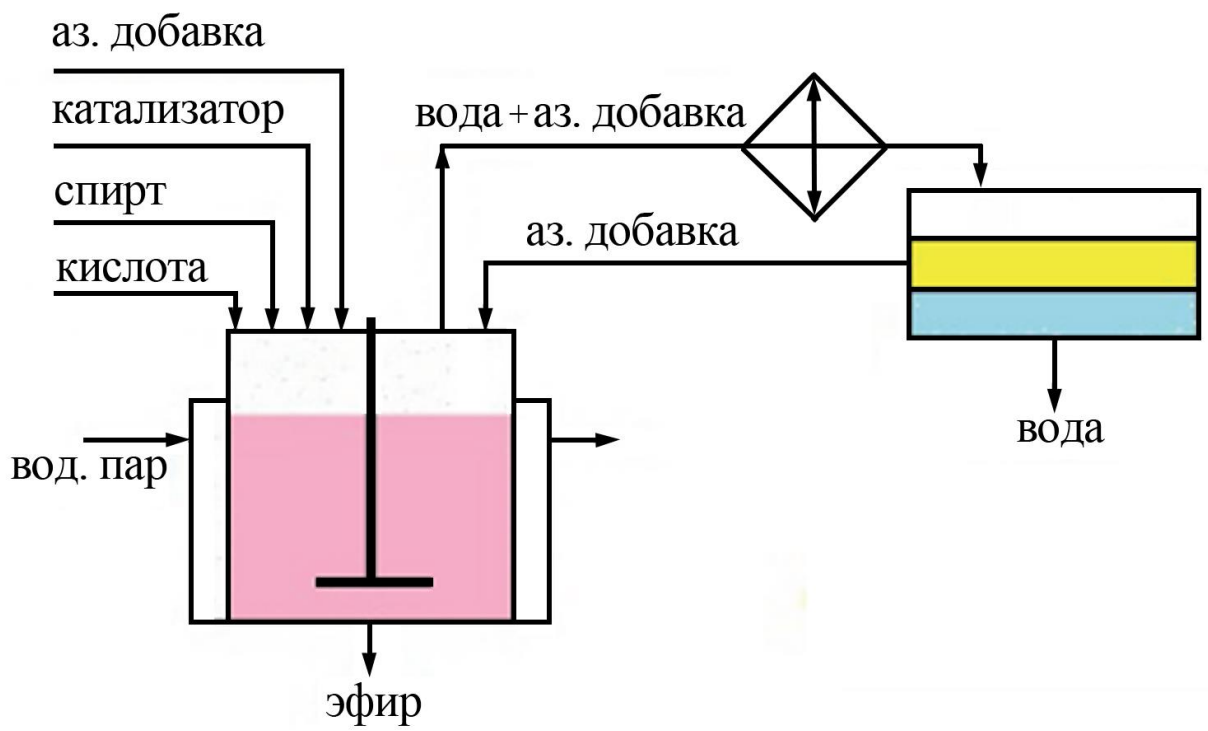 аз. добавка
катализатор
вода + аз. добавка
спирт
аз. добавка
кислота
вода
вод. пар
эфир